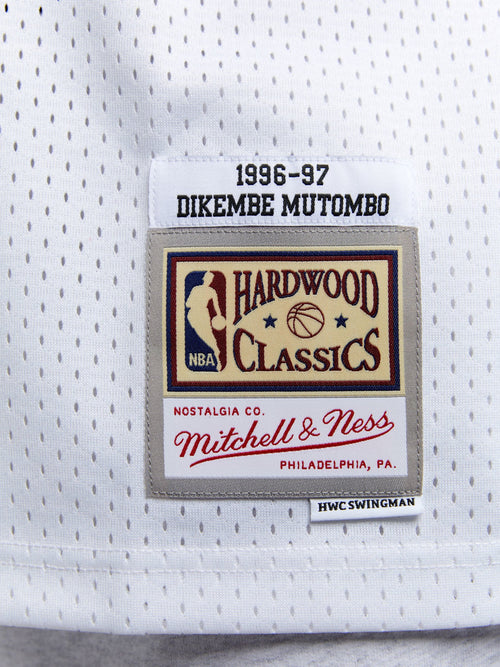 1996-97
DIKEMBE MUTOMBO
HARDWOOD
NBA
CLASSICS
NOSTALGIA CO.
Mitchell & Ness
PHILADELPHIA, PA.
HWC SWINGMAN